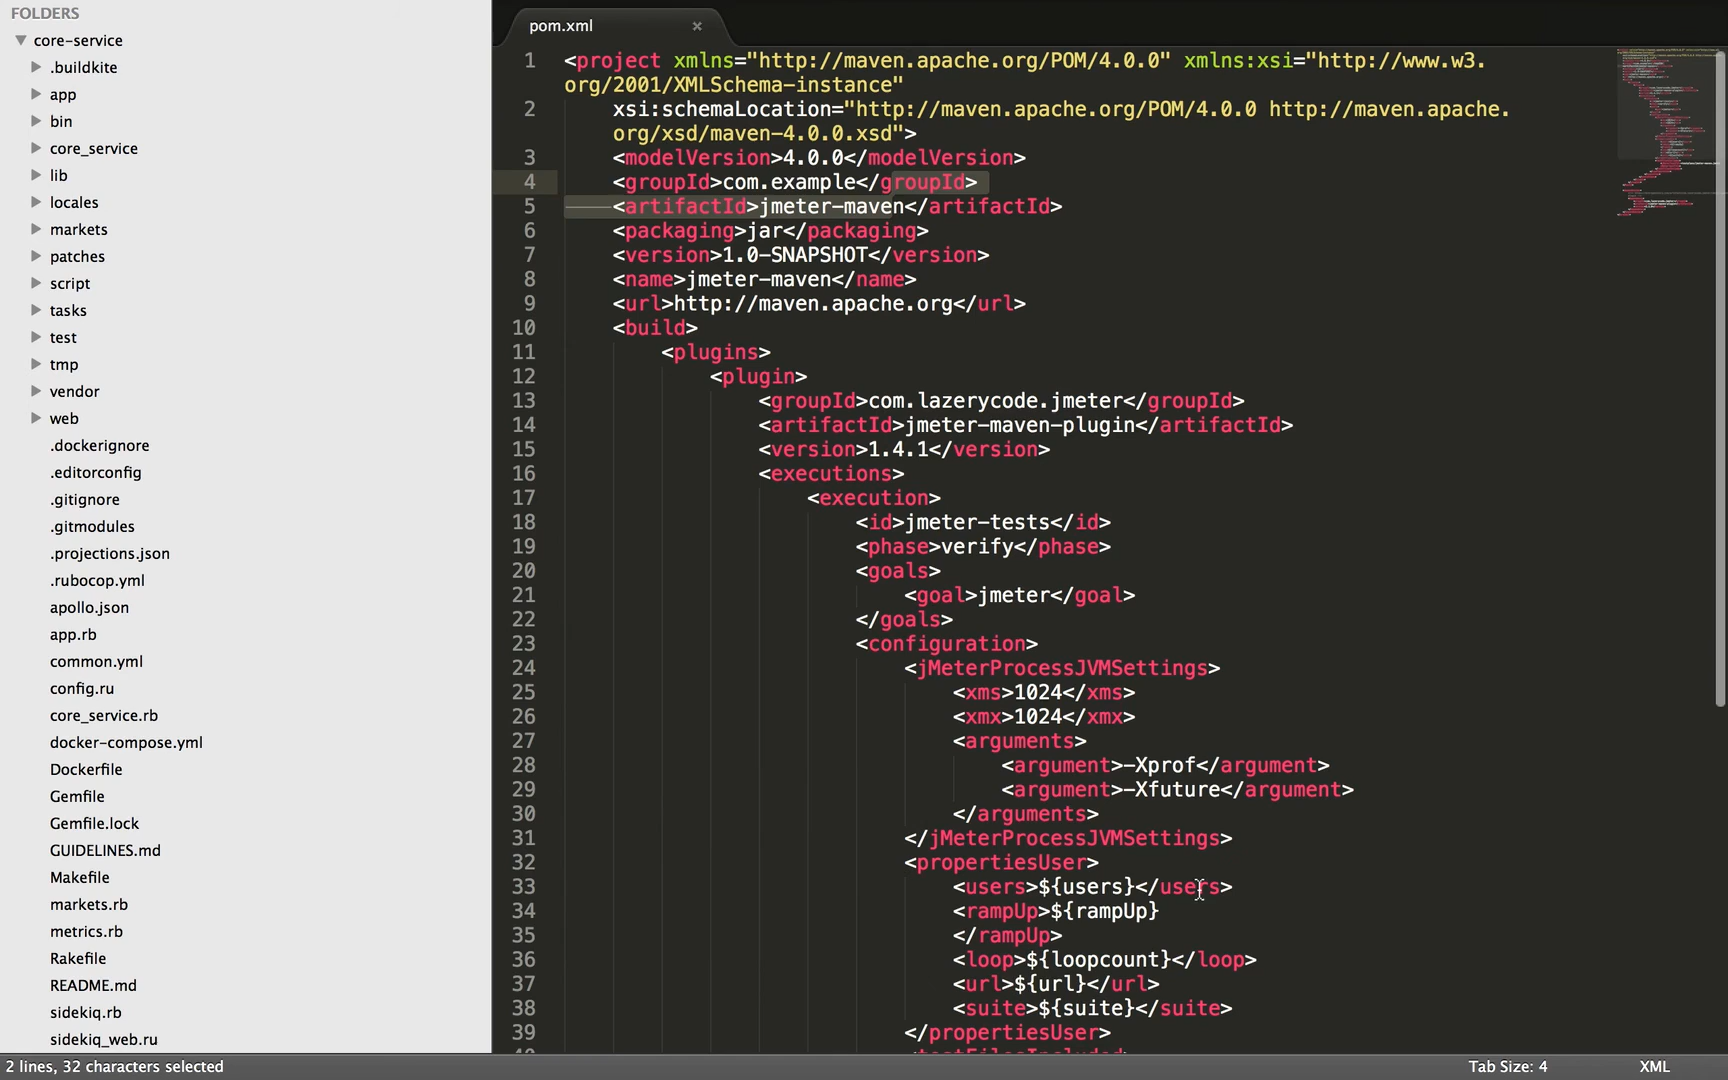 FOLDERS
core-service
.buildkite
app
bin
core_service
lib
locales
markets
patches
script
tasks
test
tmp
vendor
web
.dockerignore
.editorconfig
.gitignore
.gitmodules
.projections.json
.rubocop.yml
apollo.json
app.rb
common.yml
config.ru
core_service.rb
docker-compose.yml
Dockerfile
Gemfile
Gemfile.lock
GUIDELINES.md
Makefile
markets.rb
metrics.rb
Rakefile
README.md
sidekiq.rb
sidekiq_web.ru
pom.xml ×
1 <project xmlns="http://maven.apache.org/POM/4.0.0" xmlns:xsi="http://www.w3.
org/2001/XMLSchema-instance"
2 xsi:schemaLocation="http://maven.apache.org/POM/4.0.0 http://maven.apache.
org/xsd/maven-4.0.0.xsd">
3 <modelVersion>4.0.0</modelVersion>
4 <groupId>com.example</groupId>
5 <artifactId>jmeter-maven</artifactId>
6 <packaging>jar</packaging>
7 <version>1.0-SNAPSHOT</version>
8 <name>jmeter-maven</name>
9 <url>http://maven.apache.org</url>
10 <build>
11 <plugins>
12 <plugin>
13 <groupId>com.lazerycode.jmeter</groupId>
14 <artifactId>jmeter-maven-plugin</artifactId>
15 <version>1.4.1</version>
16 <executions>
17 <execution>
18 <id>jmeter-tests</id>
19 <phase>verify</phase>
20 <goals>
21 <goal>jmeter</goal>
22 </goals>
23 <configuration>
24 <jMeterProcessJVMSettings>
25 <xms>1024</xms>
26 <xmx>1024</xmx>
27 <arguments>
28 <argument>-Xprof</argument>
29 <argument>-Xfuture</argument>
30 </arguments>
31 </jMeterProcessJVMSettings>
32 <propertiesUser>
33 <users>${users}</users>
34 <rampUp>${rampUp}
35 </rampUp>
36 <loop>${loopcount}</loop>
37 <url>${url}</url>
38 <suite>${suite}</suite>
39 </propertiesUser>
2 lines, 32 characters selected
Tab Size: 4
XML